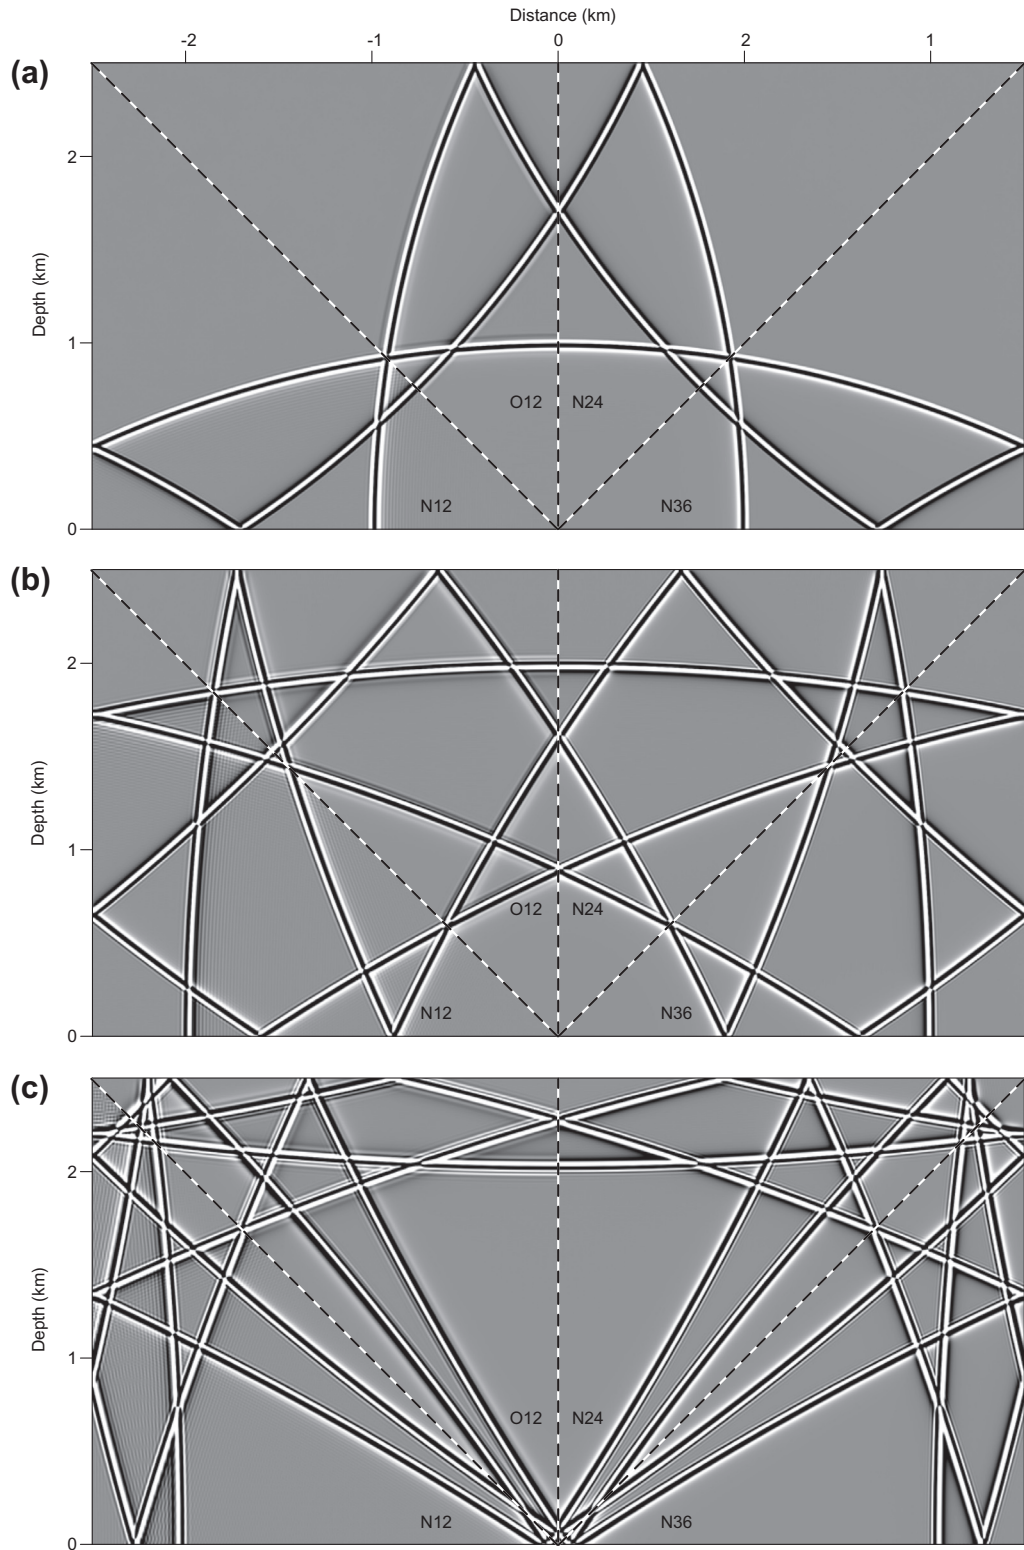 Distance (km)
-2 -1 0 2 1
(a)
2
1
0
Depth (km)
O12 N24
N12 N36
(b)
2
1
0
Depth (km)
O12 N24
N12 N36
(c)
2
1
0
Depth (km)
O12 N24
N12 N36